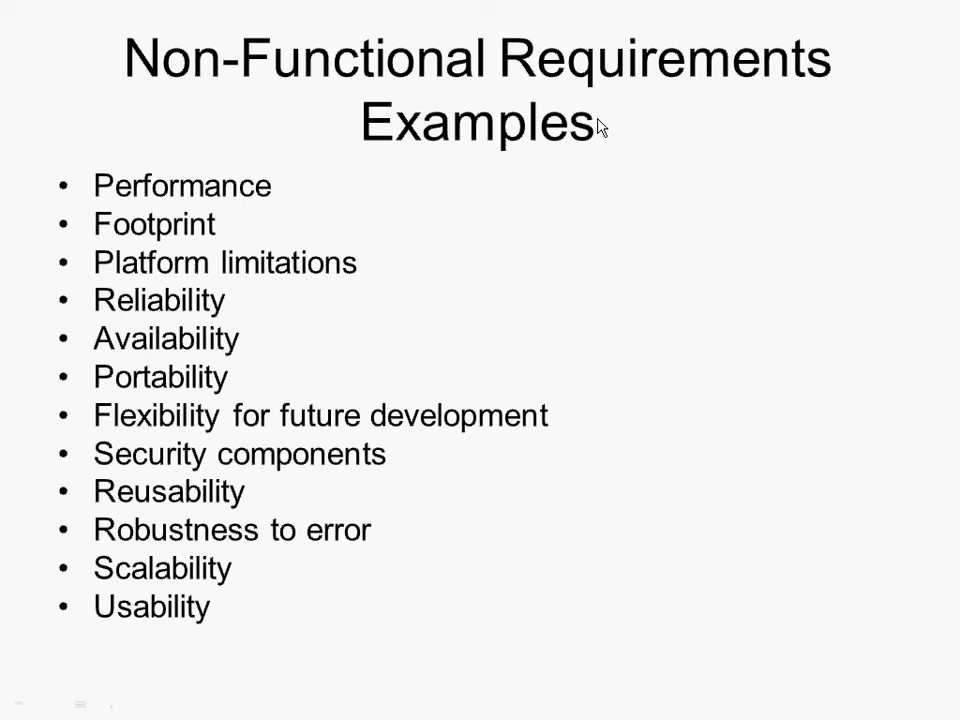 Non-Functional Requirements
Examples
• Performance
• Footprint
• Platform limitations
• Reliability
• Availability
• Portability
• Flexibility for future development
• Security components
• Reusability
• Robustness to error
• Scalability
• Usability